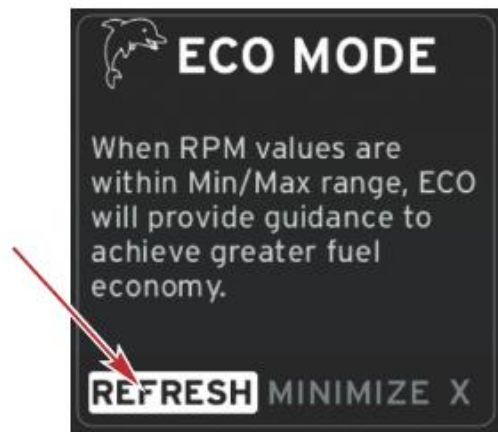 ECO MODE
When RPM values are
within Min/Max range, ECO
will provide guidance to
achieve greater fuel
economy.
REFRESH MINIMIZE X